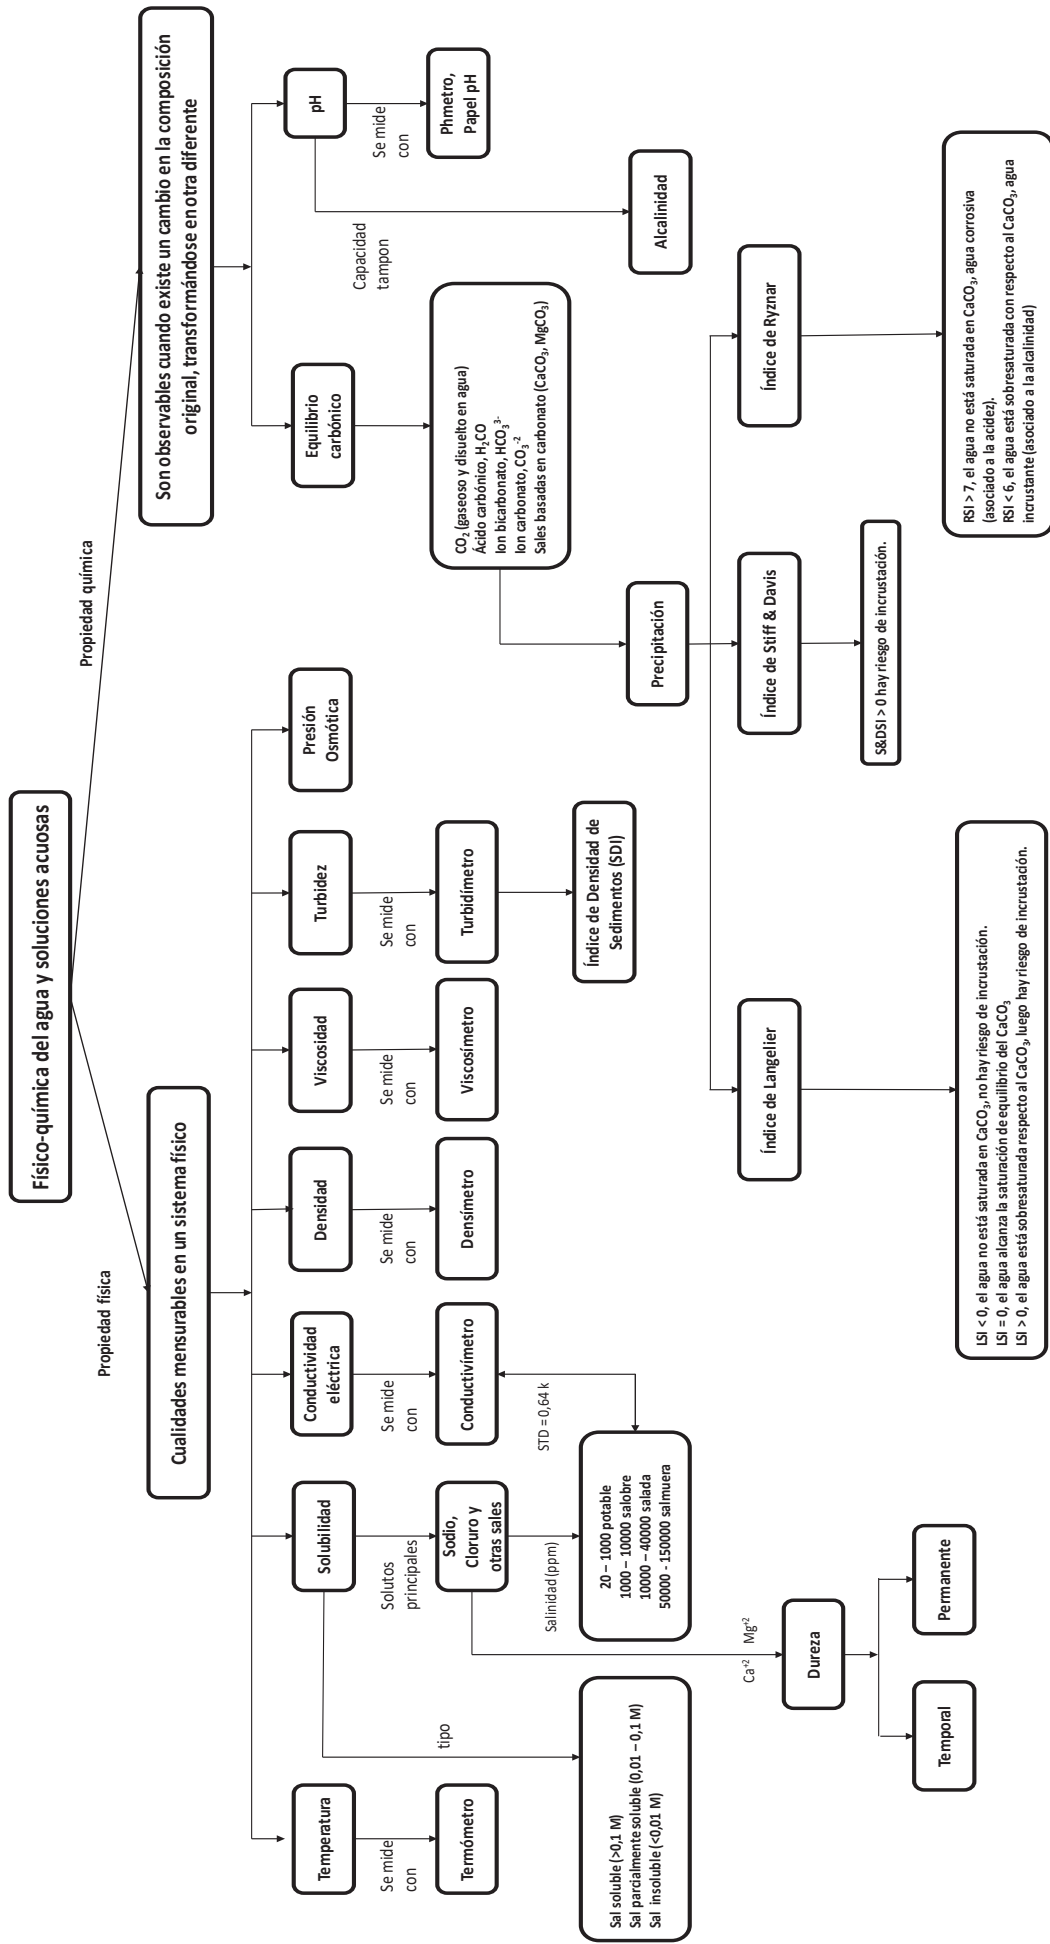 Físico-química del agua y soluciones acuosas
Propiedad física
Propiedad química
Cualidades mensurables en un sistema físico
Son observables cuando existe un cambio en la composición
original, transformándose en otra diferente
Temperatura
Solubilidad
Conductividad
eléctrica
Densidad
Viscosidad
Turbidez
Presión
Osmótica
Equilibrio
carbónico
pH
Se mide
con
Solutos
principales
Se mide
con
Se mide
con
Se mide
con
Se mide
con
Se mide
con
Capacidad
tampon
Termómetro
tipo
Sodio,
Cloruro y
otras sales
Conductivímetro
Densímetro
Viscosímetro
Turbidímetro
CO₂ (gaseoso y disuelto en agua)
Ácido carbónico, H₂CO
Ion bicarbonato, HCO₃³⁻
Ion carbonato, CO₃⁻²
Sales basadas en carbonato (CaCO₃, MgCO₃)
Phmetro,
Papel pH
Salinidad (ppm)
STD = 0,64 k
Sal soluble (>0,1 M)
Sal parcialmente soluble (0,01 – 0,1 M)
Sal insoluble (<0,01 M)
20 – 1000 potable
1000 – 10000 salobre
10000 – 40000 salada
50000 - 150000 salmuera
Índice de Densidad de
Sedimentos (SDI)
Precipitación
Alcalinidad
Ca⁺² Mg⁺²
Dureza
Índice de Langelier
Índice de Stiff & Davis
Índice de Ryznar
Temporal
Permanente
S&DSI > 0 hay riesgo de incrustación.
LSI < 0, el agua no está saturada en CaCO₃, no hay riesgo de incrustación.
LSI = 0, el agua alcanza la saturación de equilibrio del CaCO₃
LSI > 0, el agua está sobresaturada respecto al CaCO₃, luego hay riesgo de incrustación.
RSI > 7, el agua no está saturada en CaCO₃, agua corrosiva
(asociado a la acidez).
RSI < 6, el agua está sobresaturada con respecto al CaCO₃, agua
incrustante (asociado a la alcalinidad)